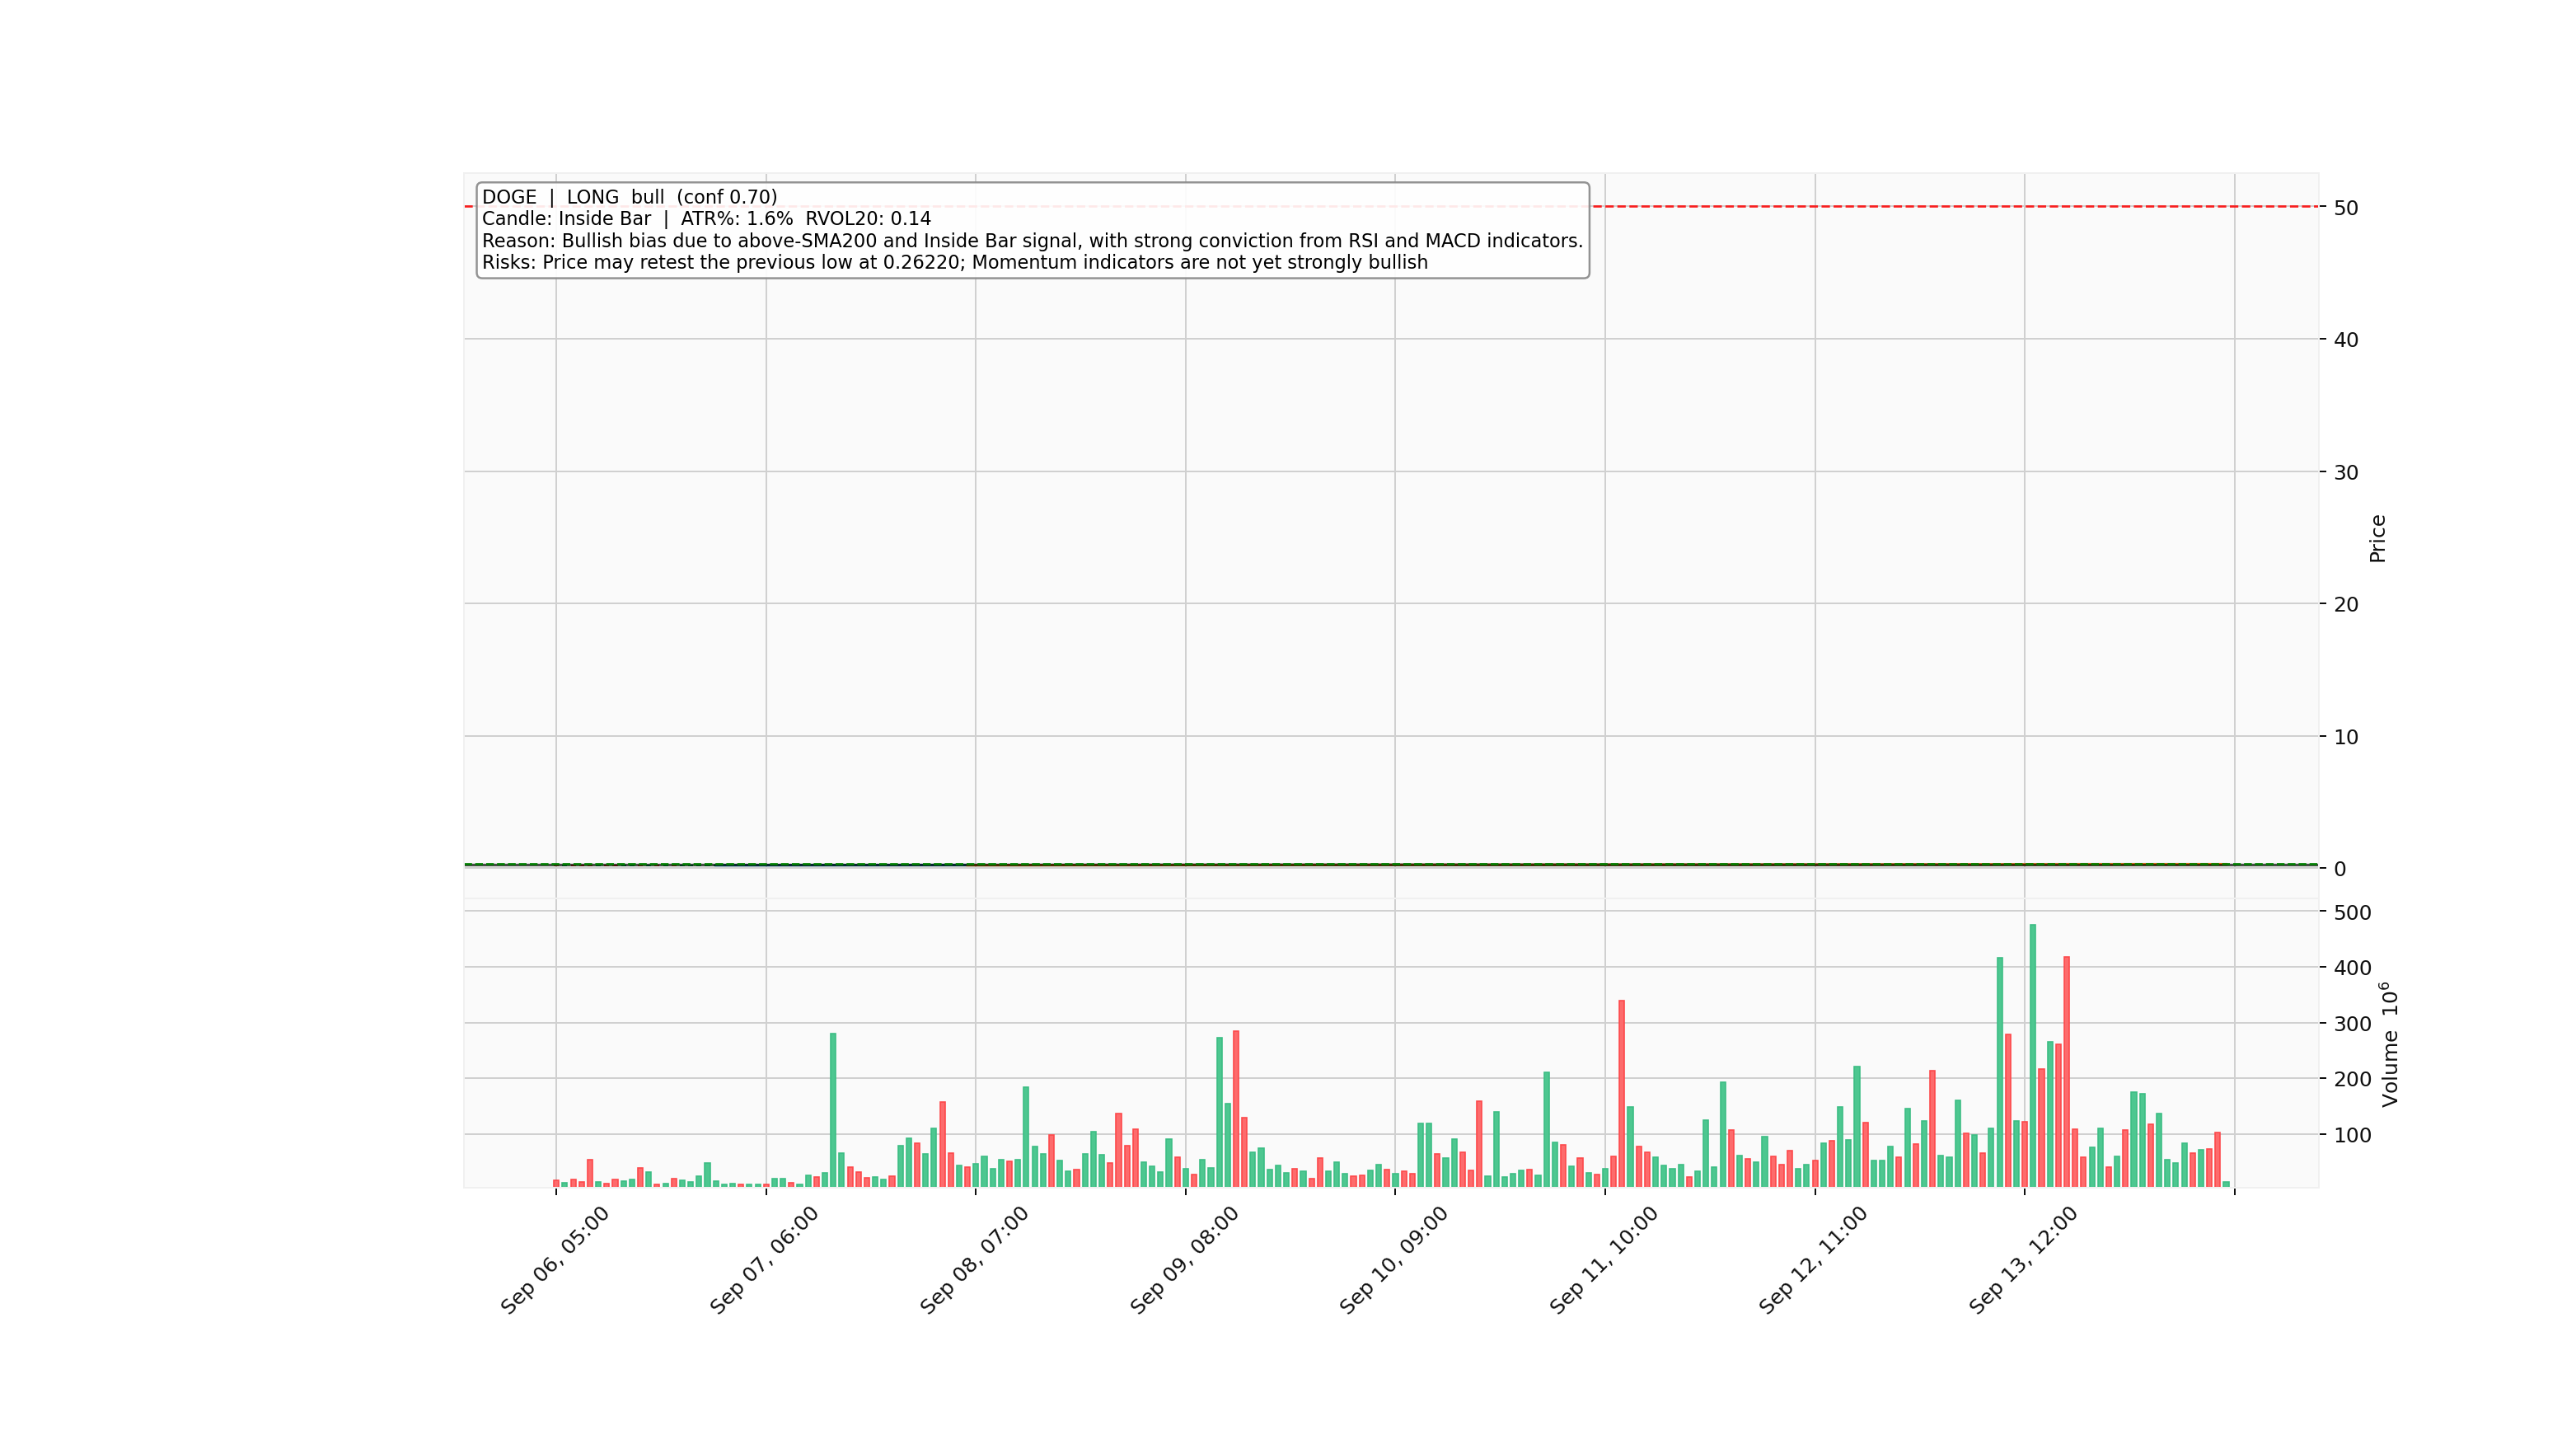 DOGE | LONG bull (conf 0.70)
Candle: Inside Bar | ATR%: 1.6% RVOL20: 0.14
Reason: Bullish bias due to above-SMA200 and Inside Bar signal, with strong conviction from RSI and MACD indicators.
Risks: Price may retest the previous low at 0.26220; Momentum indicators are not yet strongly bullish
50
40
30
20
10
0
Price
500
400
300
200
100
Volume 10^6
Sep 06, 05:00
Sep 07, 06:00
Sep 08, 07:00
Sep 09, 08:00
Sep 10, 09:00
Sep 11, 10:00
Sep 12, 11:00
Sep 13, 12:00